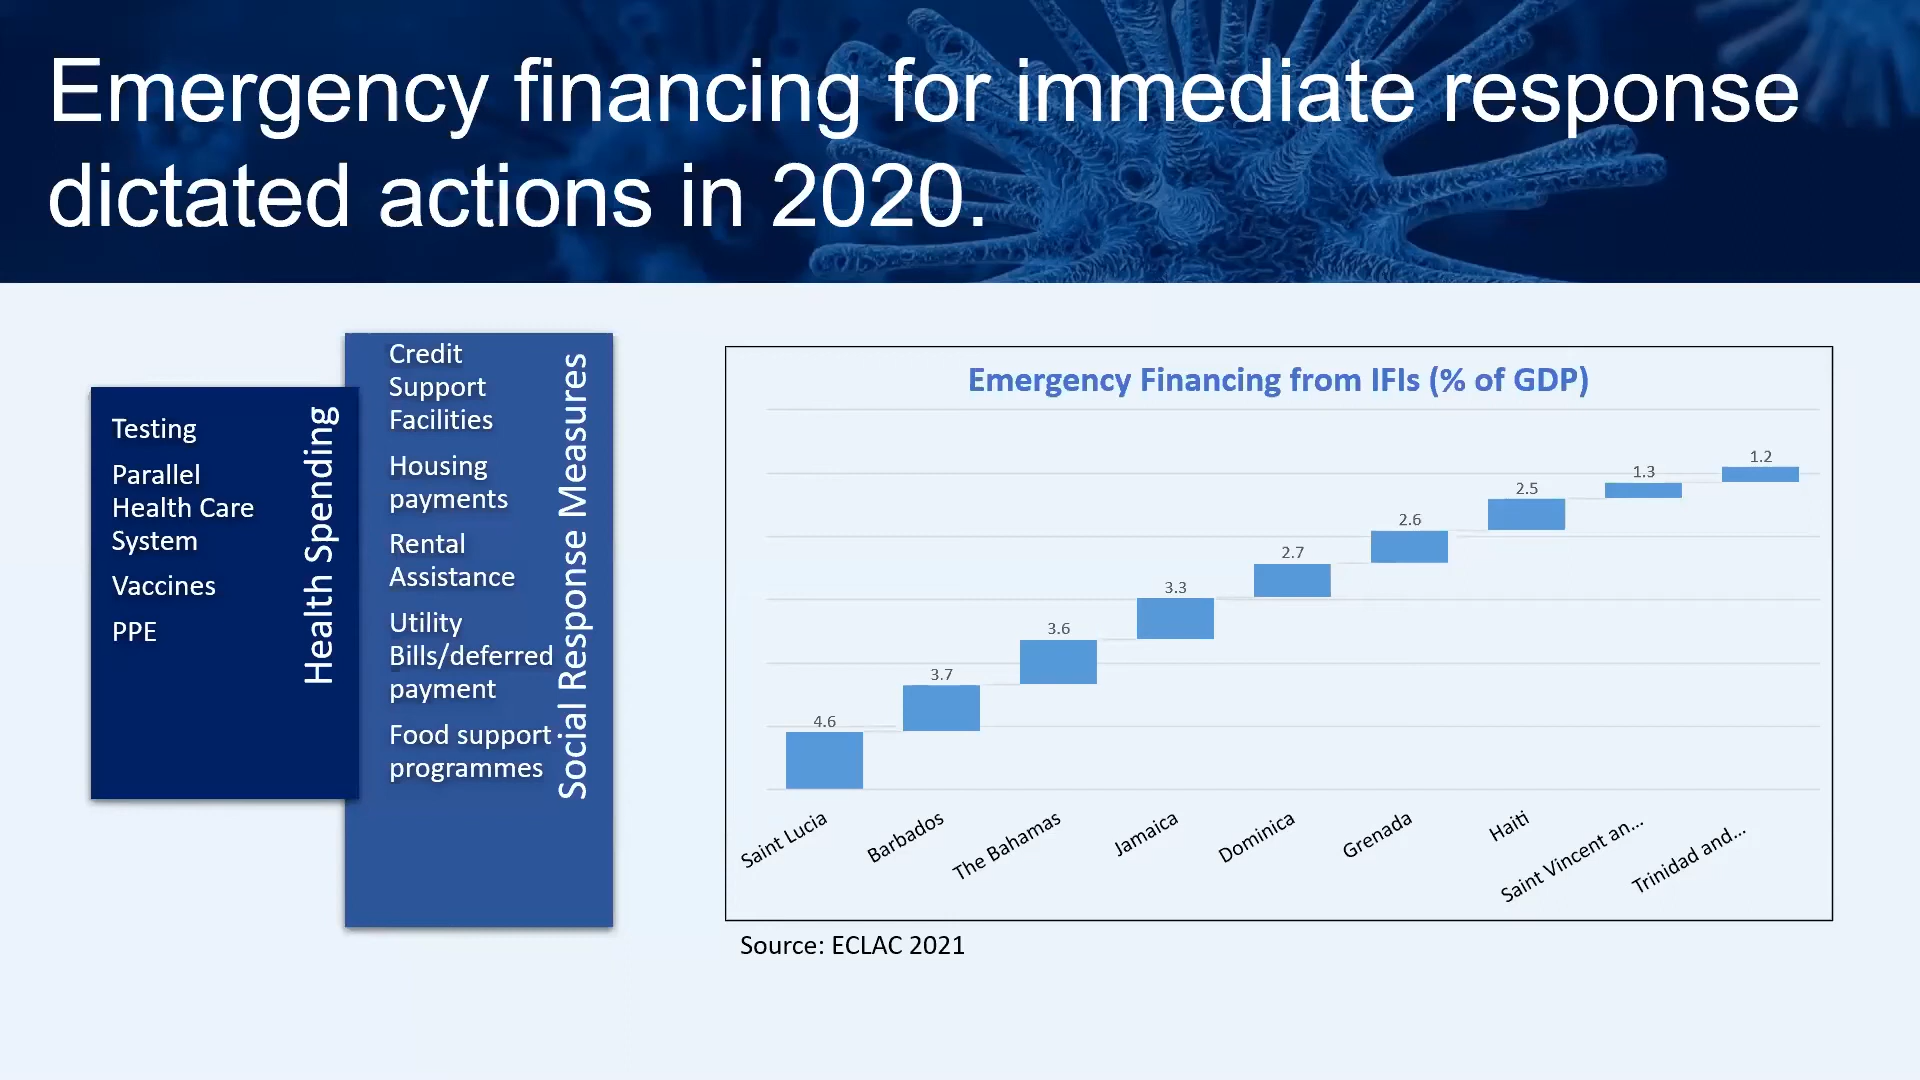 Emergency financing for immediate response
dictated actions in 2020.
Testing
Parallel
Health Care
System
Vaccines
PPE
Health Spending
Credit
Support
Facilities
Housing
payments
Rental
Assistance
Utility
Bills/deferred
payment
Food support
programmes
Social Response Measures
Emergency Financing from IFIs (% of GDP)
4.6
3.7
3.6
3.3
2.7
2.6
2.5
1.3
1.2
Saint Lucia
Barbados
The Bahamas
Jamaica
Dominica
Grenada
Haiti
Saint Vincent an...
Trinidad and...
Source: ECLAC 2021